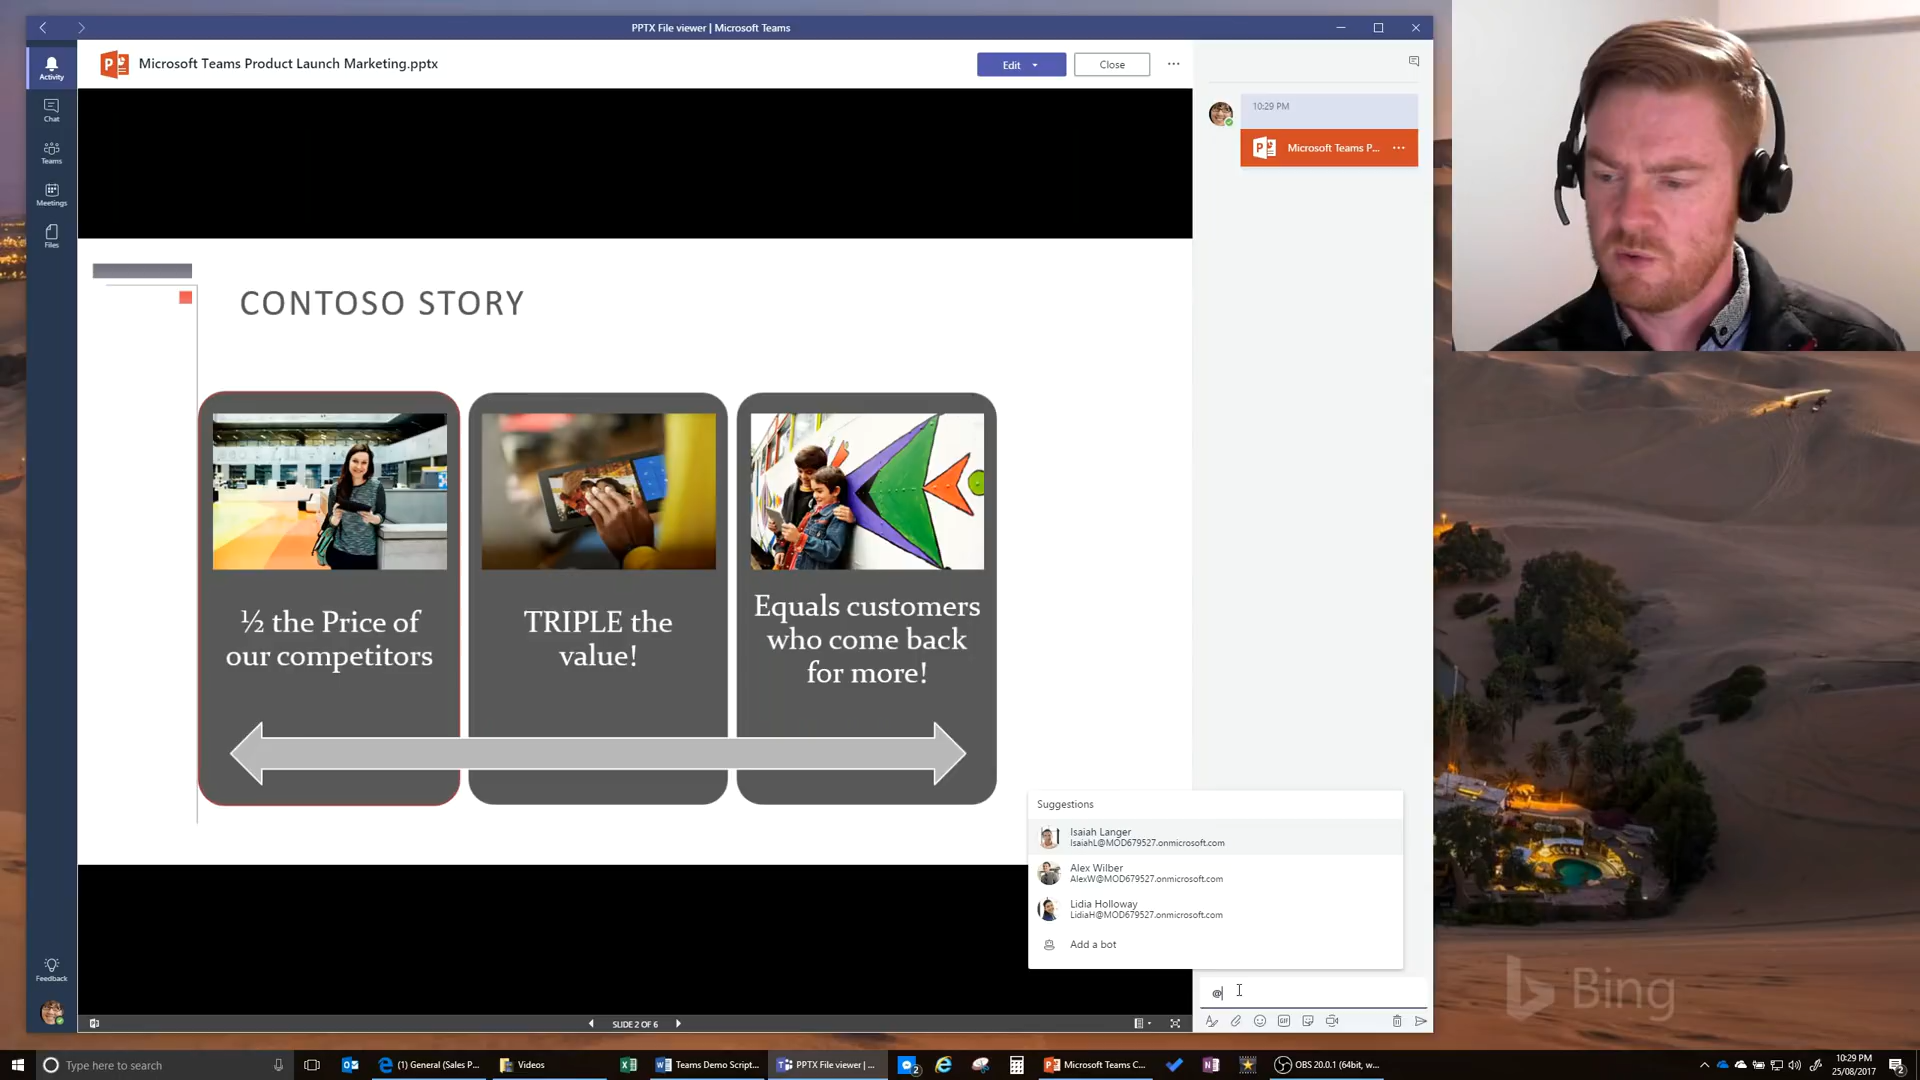 PPTX File viewer | Microsoft Teams
Activity
Chat
Teams
Meetings
Files
Feedback
Microsoft Teams Product Launch Marketing.pptx
Edit
Close
10:29 PM
Microsoft Teams P...
CONTOSO STORY
½ the Price of
our competitors
TRIPLE the
value!
Equals customers
who come back
for more!
Suggestions
Isaiah Langer
IsaiahL@MOD679527.onmicrosoft.com
Alex Wilber
AlexW@MOD679527.onmicrosoft.com
Lidia Holloway
LidiaH@MOD679527.onmicrosoft.com
Add a bot
@
GIF
SLIDE 2 OF 6
Bing
Type here to search
(1) General (Sales P...
Videos
Teams Demo Script...
PPTX File viewer | ...
2
Microsoft Teams C...
OBS 20.0.1 (64bit, w...
10:29 PM
25/08/2017
2